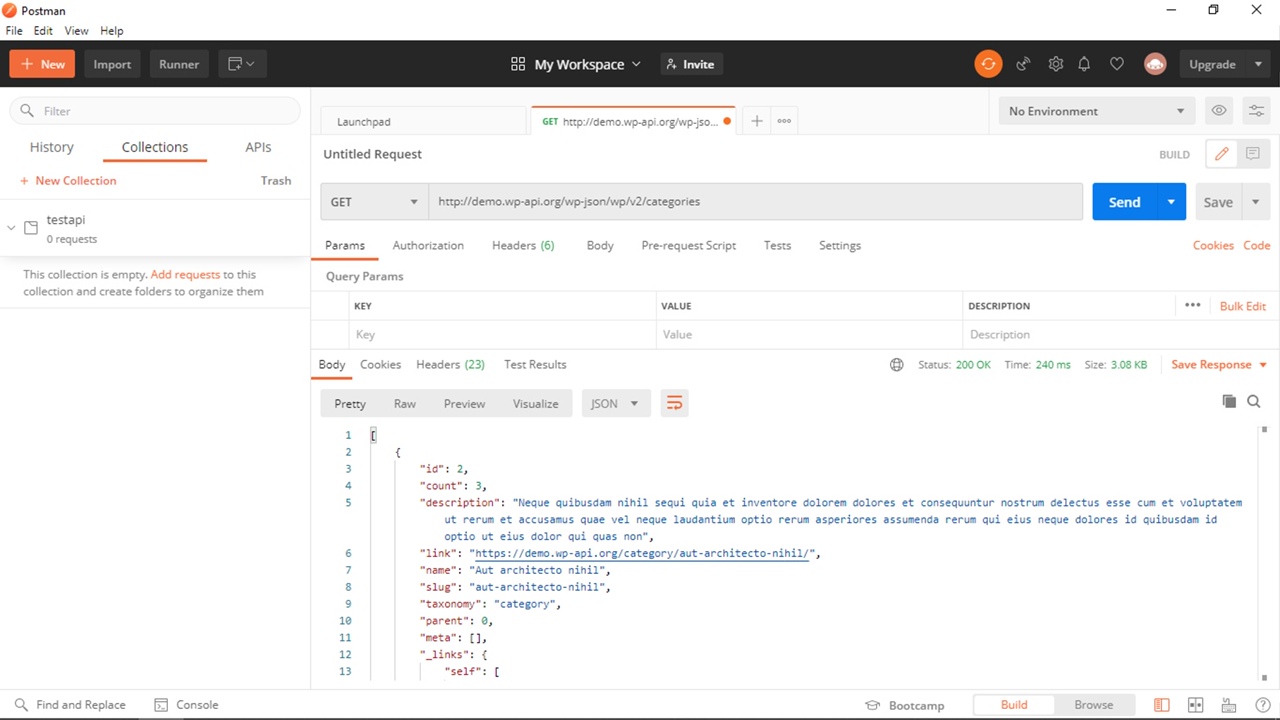 Postman
File Edit View Help
+ New Import Runner My Workspace Invite Upgrade
Filter
History Collections APIs
+ New Collection Trash
testapi
0 requests
This collection is empty. Add requests to this
collection and create folders to organize them
Launchpad GET http://demo.wp-api.org/wp-jso... No Environment
Untitled Request BUILD
GET http://demo.wp-api.org/wp-json/wp/v2/categories Send Save
Params Authorization Headers (6) Body Pre-request Script Tests Settings Cookies Code
Query Params
KEY VALUE DESCRIPTION Bulk Edit
Key Value Description
Body Cookies Headers (23) Test Results Status: 200 OK Time: 240 ms Size: 3.08 KB Save Response
Pretty Raw Preview Visualize JSON
1 [
2 {
3 "id": 2,
4 "count": 3,
5 "description": "Neque quibusdam nihil sequi quia et inventore dolorem dolores et consequuntur nostrum delectus esse cum et voluptatem
ut rerum et accusamus quae vel neque laudantium optio rerum asperiores assumenda rerum qui eius neque dolores id quibusdam id
optio ut eius dolor qui quas non",
6 "link": "https://demo.wp-api.org/category/aut-architecto-nihil/",
7 "name": "Aut architecto nihil",
8 "slug": "aut-architecto-nihil",
9 "taxonomy": "category",
10 "parent": 0,
11 "meta": [],
12 "_links": {
13 "self": [
Find and Replace Console Bootcamp Build Browse